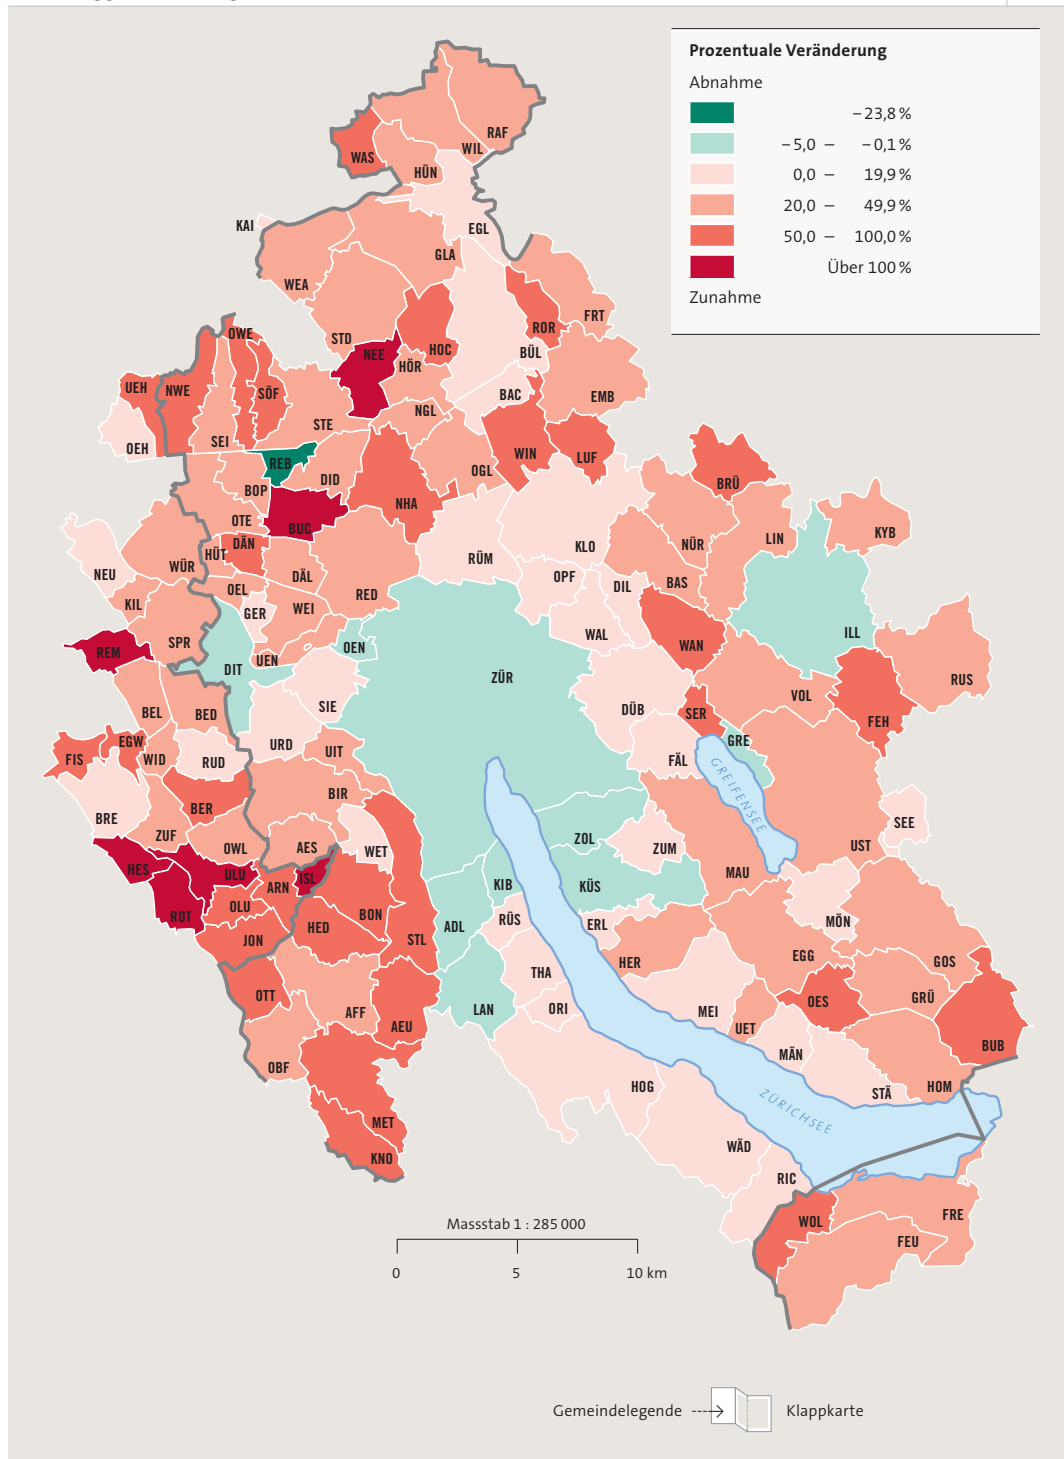 Prozentuale Veränderung
Abnahme
– 23,8 %
– 5,0 – – 0,1 %
0,0 – 19,9 %
20,0 – 49,9 %
50,0 – 100,0 %
Über 100 %
Zunahme
RAF
WIL
WAS
HÜN
KAI
EGL
GLA
WEA
FRT
ROR
STD
OWE
NEE
HOC
BÜL
HÖR
UEH
NWE
SÖF
BAC
EMB
NGL
STE
OEH
SEI
WIN
LUF
REB
OGL
DID
BRÜ
BOP
NHA
OTE
BUC
KYB
LIN
HÜT
DÄN
NÜR
KLO
RÜM
WÜR
NEU
DÄL
OPF
DIL
BAS
OEL
RED
KIL
GER
WEI
WAL
ILL
SPR
OEN
WAN
REM
UEN
DIT
ZÜR
RUS
VOL
SIE
DÜB
BEL
BED
SER
FEH
EGW
URD
GRE
UIT
FIS
WID
RUD
FÄL
GREIFENSEE
BIR
BER
BRE
SEE
ZUF
ZOL
OWL
AES
WET
ZUM
UST
HES
ULU
ISL
MAU
KIB
KÜS
ARN
OLU
ROT
BON
RÜS
ERL
MÖN
HED
ADL
JON
STL
EGG
HER
GOS
THA
OTT
GRÜ
OES
LAN
ORI
AFF
MEI
AEU
UET
BUB
MÄN
OBF
HOG
HOM
STÄ
ZÜRICHSEE
MET
WÄD
KNO
RIC
FRE
WOL
FEU
Massstab 1 : 285 000
0 5 10 km
Gemeindelegende Klappkarte